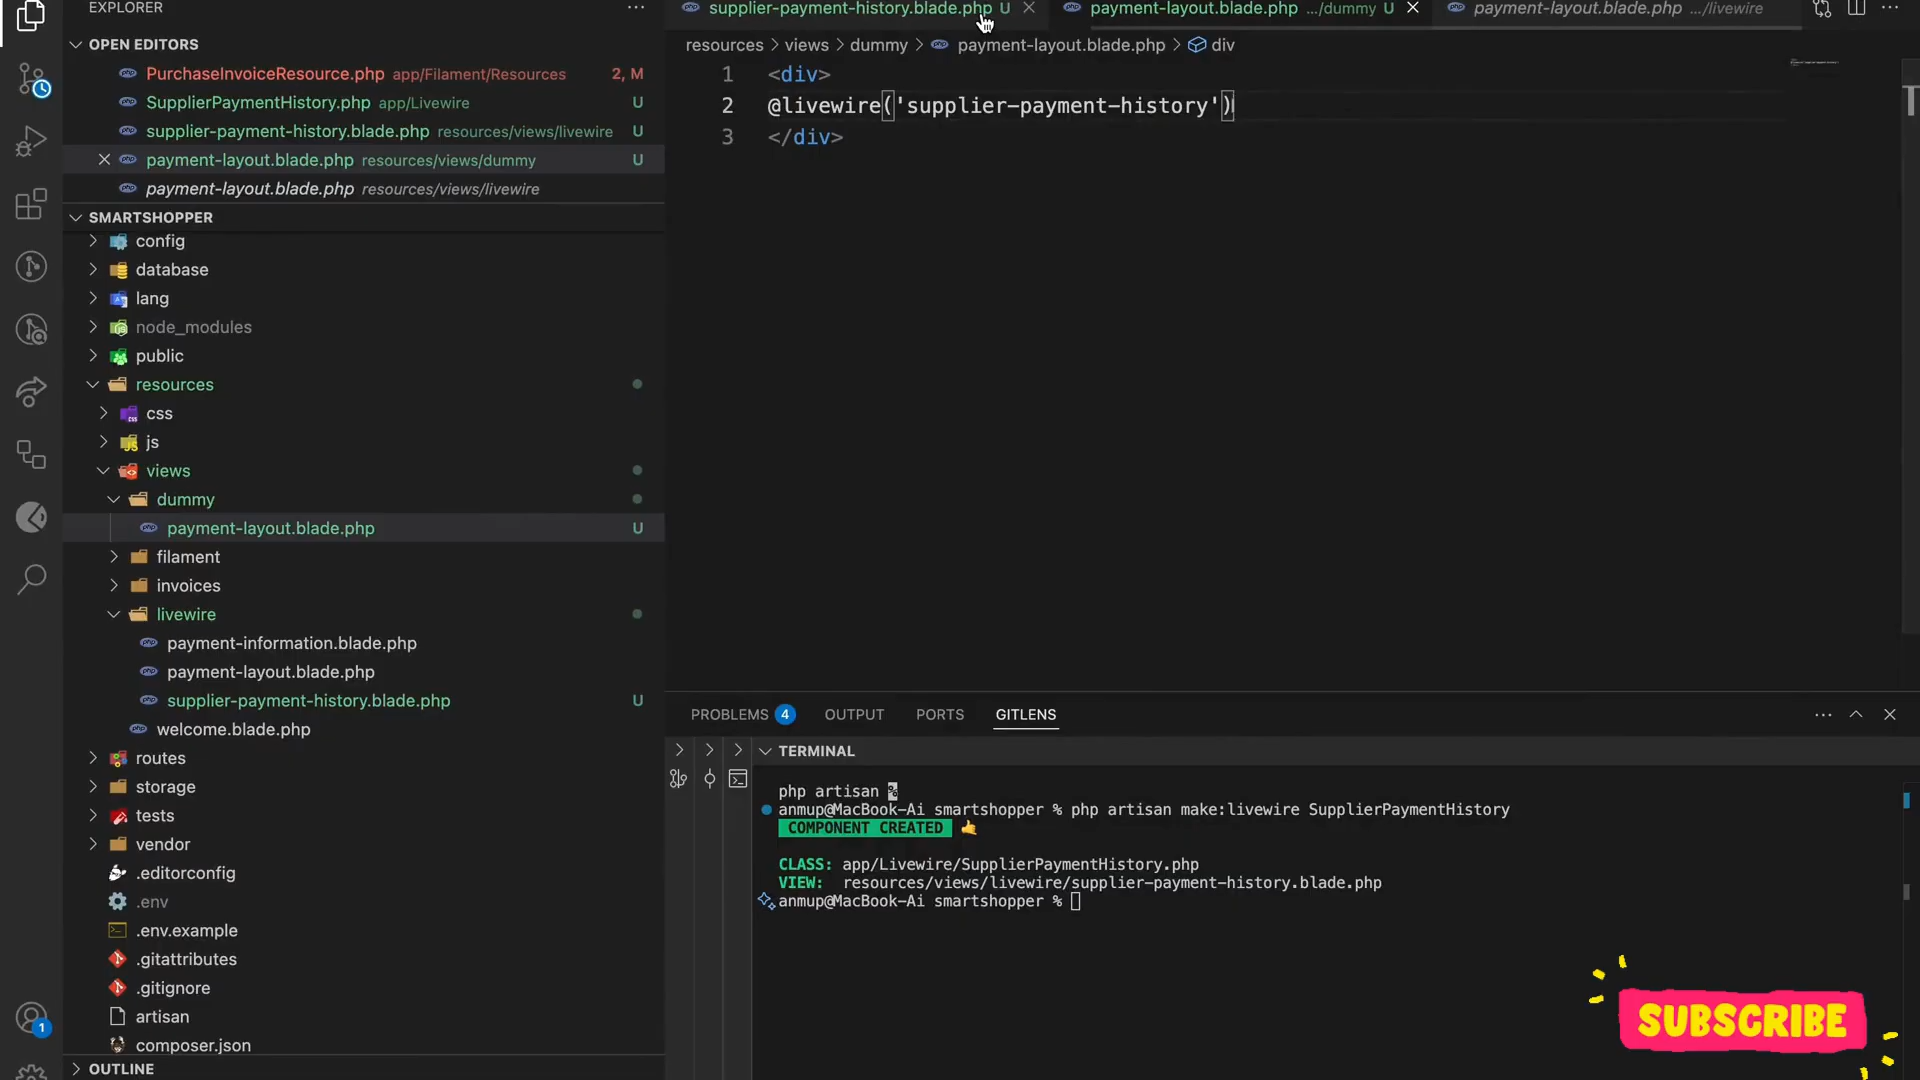 EXPLORER
OPEN EDITORS
PurchaseInvoiceResource.php app/Filament/Resources 2, M
SupplierPaymentHistory.php app/Livewire U
supplier-payment-history.blade.php resources/views/livewire U
payment-layout.blade.php resources/views/dummy U
payment-layout.blade.php resources/views/livewire
SMARTSHOPPER
config
database
lang
node_modules
public
resources
css
js
views
dummy
payment-layout.blade.php U
filament
invoices
livewire
payment-information.blade.php
payment-layout.blade.php
supplier-payment-history.blade.php U
welcome.blade.php
routes
storage
tests
vendor
.editorconfig
.env
.env.example
.gitattributes
.gitignore
artisan
composer.json
OUTLINE
1
supplier-payment-history.blade.php U
payment-layout.blade.php .../dummy U
payment-layout.blade.php .../livewire
resources > views > dummy > payment-layout.blade.php > div
1 <div>
2 @livewire('supplier-payment-history')
3 </div>
PROBLEMS 4 OUTPUT PORTS GITLENS
TERMINAL
php artisan %
anmup@MacBook-Ai smartshopper % php artisan make:livewire SupplierPaymentHistory
COMPONENT CREATED 🤙
CLASS: app/Livewire/SupplierPaymentHistory.php
VIEW: resources/views/livewire/supplier-payment-history.blade.php
anmup@MacBook-Ai smartshopper %
SUBSCRIBE